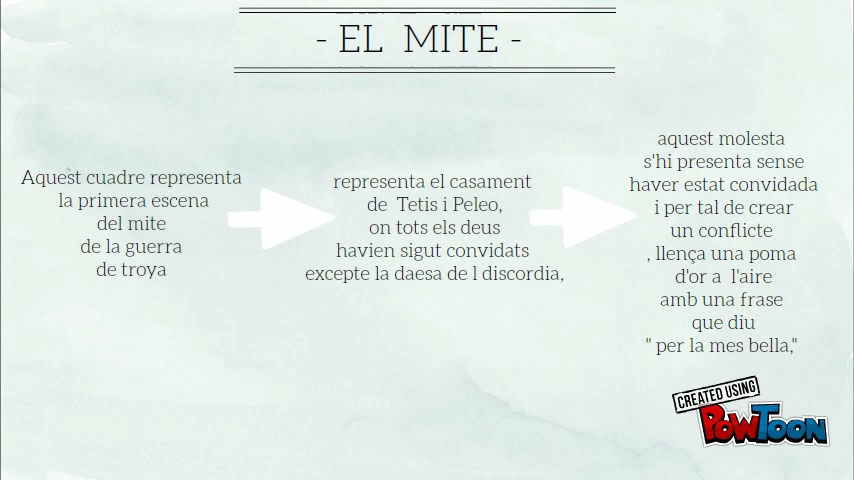 - EL MITE -
Aquest cuadre representa
la primera escena
del mite
de la guerra
de troya
representa el casament
de Tetis i Peleo,
on tots els deus
havien sigut convidats
excepte la daesa de l discordia,
aquest molesta
s'hi presenta sense
haver estat convidada
i per tal de crear
un conflicte
, llença una poma
d'or a l'aire
amb una frase
que diu
" per la mes bella,"
CREATED USING
POWTOON